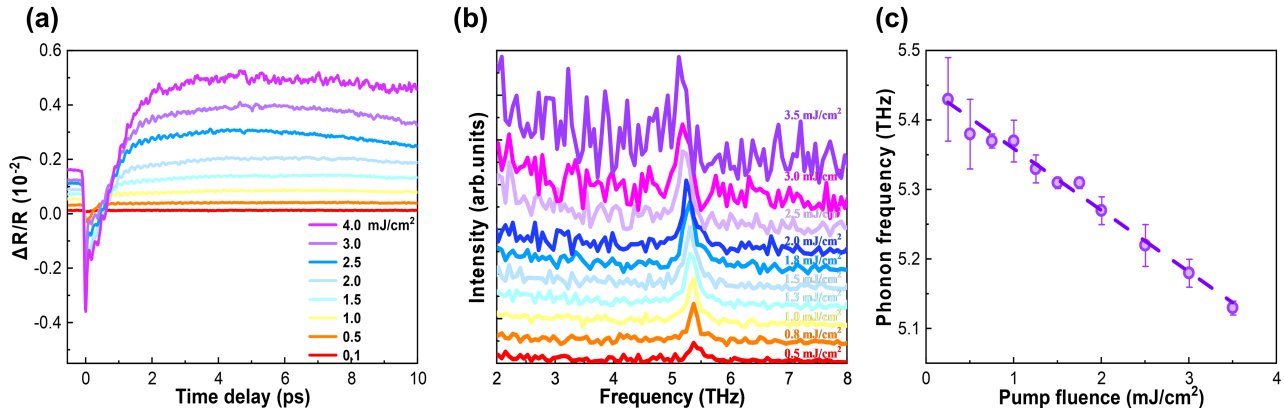 (a)
0.6
0.4
0.2
0.0
-0.2
-0.4
ΔR/R (10⁻²)
0
2
4
6
8
10
Time delay (ps)
4.0 mJ/cm²
3.0
2.5
2.0
1.5
1.0
0.5
0,1
(b)
Intensity (arb.units)
3.5 mJ/cm²
3.0 mJ/cm²
2.5 mJ/cm²
2.0 mJ/cm²
1.8 mJ/cm²
1.5 mJ/cm²
1.3 mJ/cm²
1.0 mJ/cm²
0.8 mJ/cm²
0.5 mJ/cm²
2
3
4
5
6
7
8
Frequency (THz)
(c)
5.5
5.4
5.3
5.2
5.1
Phonon frequency (THz)
0
1
2
3
4
Pump fluence (mJ/cm²)